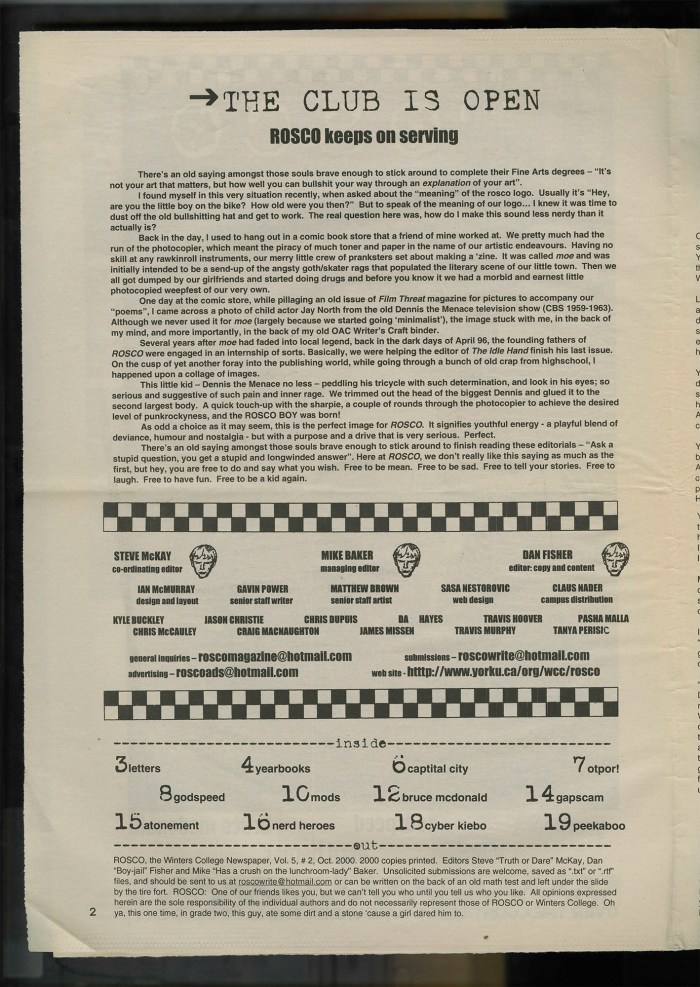 →THE CLUB IS OPEN
ROSCO keeps on serving
There's an old saying amongst those souls brave enough to stick around to complete their Fine Arts degrees – "It's
not your art that matters, but how well you can bullshit your way through an explanation of your art".
I found myself in this very situation recently, when asked about the "meaning" of the rosco logo. Usually it's "Hey,
are you the little boy on the bike? How old were you then?" But to speak of the meaning of our logo... I knew it was time to
dust off the old bullshitting hat and get to work. The real question here was, how do I make this sound less nerdy than it
actually is?
Back in the day, I used to hang out in a comic book store that a friend of mine worked at. We pretty much had the
run of the photocopier, which meant the piracy of much toner and paper in the name of our artistic endeavours. Having no
skill at any rawkinroll instruments, our merry little crew of pranksters set about making a 'zine. It was called moe and was
initially intended to be a send-up of the angsty goth/skater rags that populated the literary scene of our little town. Then we
all got dumped by our girlfriends and started doing drugs and before you know it we had a morbid and earnest little
photocopied weepfest of our very own.
One day at the comic store, while pillaging an old issue of Film Threat magazine for pictures to accompany our
"poems", I came across a photo of child actor Jay North from the old Dennis the Menace television show (CBS 1959-1963).
Although we never used it for moe (largely because we started going 'minimalist'), the image stuck with me, in the back of
my mind, and more importantly, in the back of my old OAC Writer's Craft binder.
Several years after moe had faded into local legend, back in the dark days of April 96, the founding fathers of
ROSCO were engaged in an internship of sorts. Basically, we were helping the editor of The Idle Hand finish his last issue.
On the cusp of yet another foray into the publishing world, while going through a bunch of old crap from highschool, I
happened upon a collage of images.
This little kid – Dennis the Menace no less – peddling his tricycle with such determination, and look in his eyes; so
serious and suggestive of such pain and inner rage. We trimmed out the head of the biggest Dennis and glued it to the
second largest body. A quick touch-up with the sharpie, a couple of rounds through the photocopier to achieve the desired
level of punkrockyness, and the ROSCO BOY was born!
As odd a choice as it may seem, this is the perfect image for ROSCO. It signifies youthful energy - a playful blend of
deviance, humour and nostalgia - but with a purpose and a drive that is very serious. Perfect.
There's an old saying amongst those souls brave enough to stick around to finish reading these editorials – "Ask a
stupid question, you get a stupid and longwinded answer". Here at ROSCO, we don't really like this saying as much as the
first, but hey, you are free to do and say what you wish. Free to be mean. Free to be sad. Free to tell your stories. Free to
laugh. Free to have fun. Free to be a kid again.
STEVE McKAY MIKE BAKER DAN FISHER
co-ordinating editor managing editor editor: copy and content
IAN McMURRAY GAVIN POWER MATTHEW BROWN SASA NESTOROVIC CLAUS NADER
design and layout senior staff writer senior staff artist web design campus distribution
KYLE BUCKLEY JASON CHRISTIE CHRIS DUPUIS DA HAYES TRAVIS HOOVER PASHA MALLA
CHRIS McCAULEY CRAIG MACNAUGHTON JAMES MISSEN TRAVIS MURPHY TANYA PERISIC
general inquiries – roscomagazine@hotmail.com submissions – roscowrite@hotmail.com
advertising – roscoads@hotmail.com web site - htttp://www.yorku.ca/org/wcc/rosco
inside
3 letters 4 yearbooks 6 captital city 7 otpor!
8 godspeed 10 mods 12 bruce mcdonald 14 gapscam
15 atonement 16 nerd heroes 18 cyber kiebo 19 peekaboo
out
ROSCO, the Winters College Newspaper, Vol. 5, # 2, Oct. 2000. 2000 copies printed. Editors Steve "Truth or Dare" McKay, Dan
"Boy-jail" Fisher and Mike "Has a crush on the lunchroom-lady" Baker. Unsolicited submissions are welcome, saved as ".txt" or ".rtf"
files, and should be sent to us at roscowrite@hotmail.com or can be written on the back of an old math test and left under the slide
by the tire fort. ROSCO: One of our friends likes you, but we can't tell you who until you tell us who you like. All opinions expressed
herein are the sole responsibility of the individual authors and do not necessarily represent those of ROSCO or Winters College. Oh
ya, this one time, in grade two, this guy, ate some dirt and a stone 'cause a girl dared him to.
2